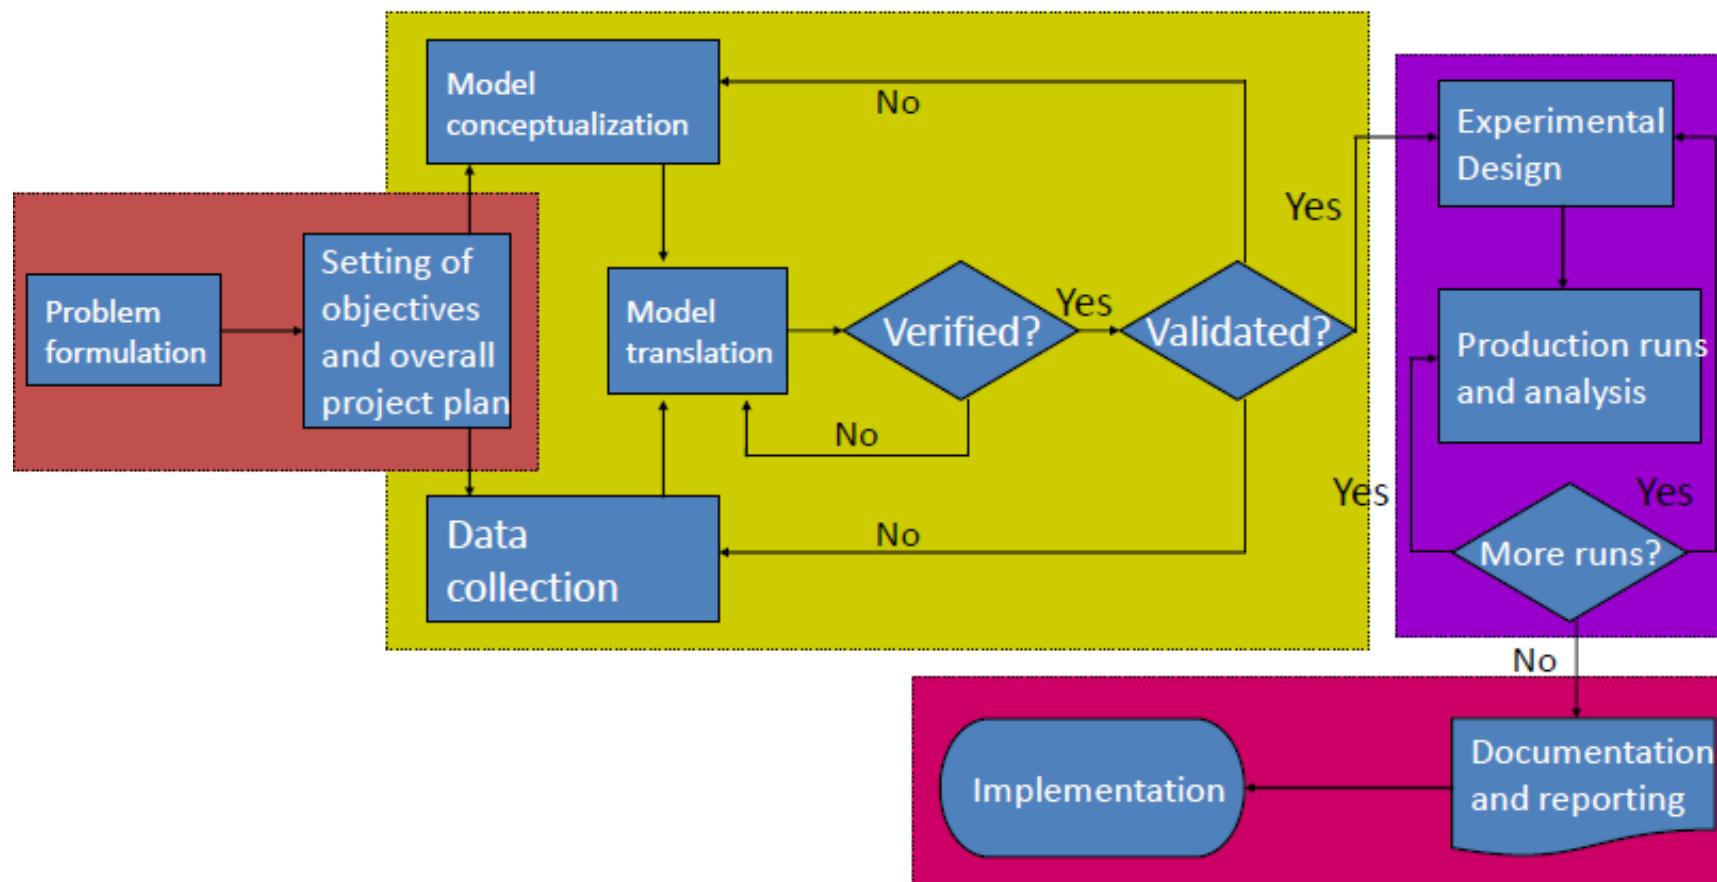 Problem
formulation
Setting of
objectives
and overall
project plan
Model
conceptualization
Data
collection
Model
translation
Verified?
Yes
No
Validated?
No
No
Yes
Experimental
Design
Production runs
and analysis
More runs?
Yes
Yes
No
Documentation
and reporting
Implementation